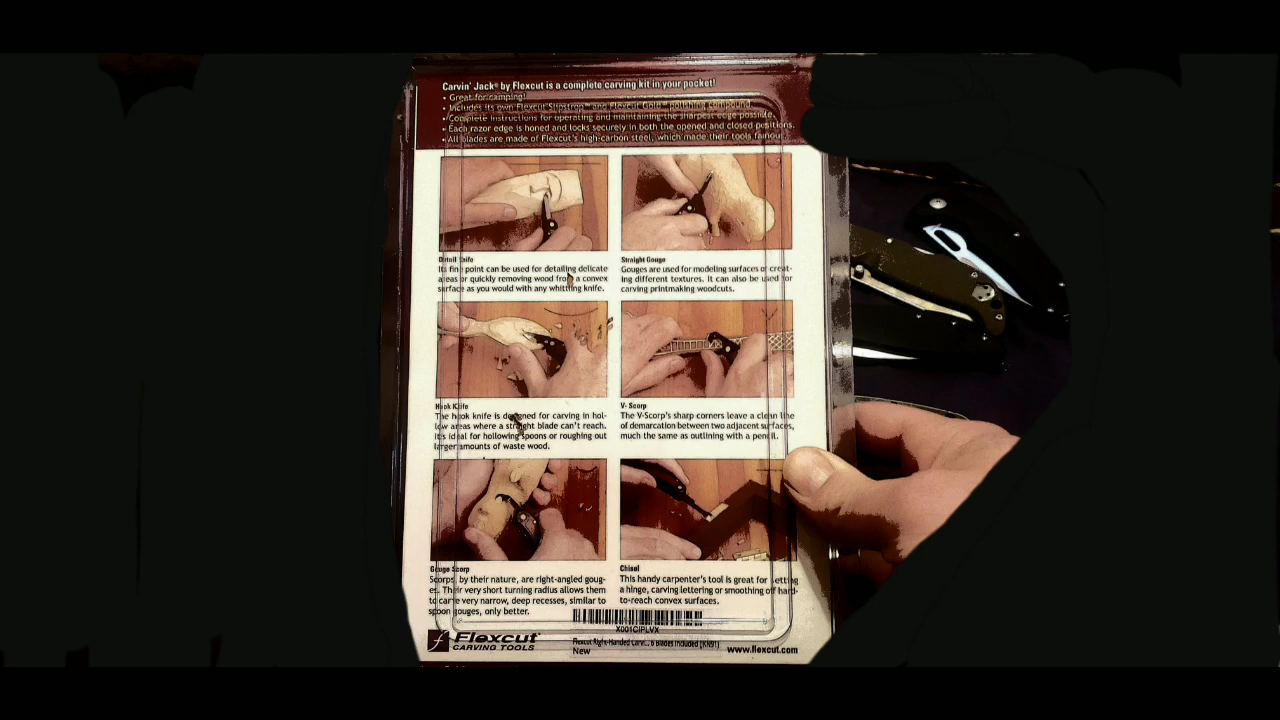 Carvin' Jack® by Flexcut is a complete carving kit in your pocket!
• Great for camping!
• Includes its own Flexcut Slipstrop™ and Flexcut Gold™ polishing compound.
• Complete instructions for operating and maintaining the sharpest edge possible.
• Each razor edge is honed and locks securely in both the opened and closed positions.
• All blades are made of Flexcut's high-carbon steel, which made their tools famous.
Detail Knife
Its fine point can be used for detailing delicate
areas or quickly removing wood from a convex
surface as you would with any whittling knife.
Straight Gouge
Gouges are used for modeling surfaces or creat-
ing different textures. It can also be used for
carving printmaking woodcuts.
Hook Knife
The hook knife is designed for carving in hol-
low areas where a straight blade can't reach.
It's ideal for hollowing spoons or roughing out
larger amounts of waste wood.
V- Scorp
The V-Scorp's sharp corners leave a clean line
of demarcation between two adjacent surfaces,
much the same as outlining with a pencil.
Gouge Scorp
Scorps, by their nature, are right-angled goug-
es. Their very short turning radius allows them
to carve very narrow, deep recesses, similar to
spoon gouges, only better.
Chisel
This handy carpenter's tool is great for setting
a hinge, carving lettering or smoothing off hard-
to-reach convex surfaces.
X001CIPLVX
Flexcut Right-Handed Carvi... 6 Blades Included (KN91)
New
Flexcut
CARVING TOOLS
www.flexcut.com